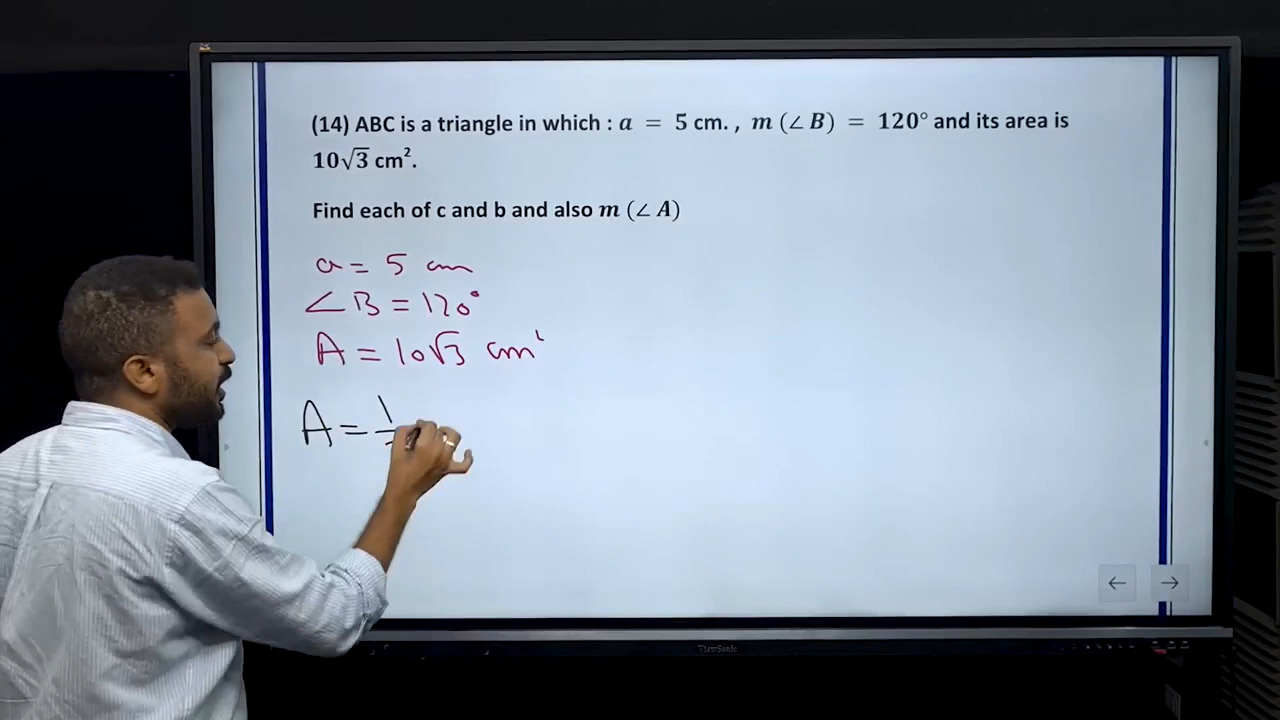 (14) ABC is a triangle in which : a = 5 cm. , m (∠ B) = 120° and its area is
10√3 cm².
Find each of c and b and also m (∠ A)
a = 5 cm
∠B = 120°
A = 10√3 cm²
A = 1
ViewSonic